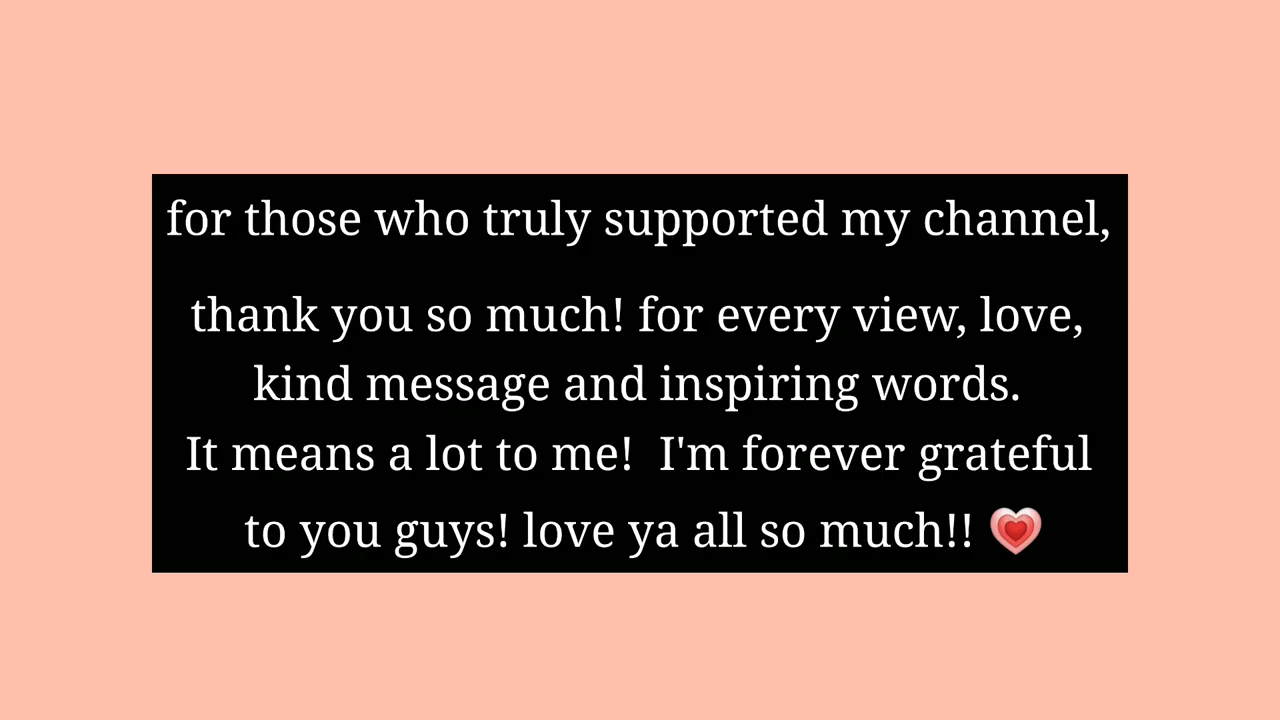 for those who truly supported my channel,
thank you so much! for every view, love,
kind message and inspiring words.
It means a lot to me!  I'm forever grateful
to you guys! love ya all so much!! 💗